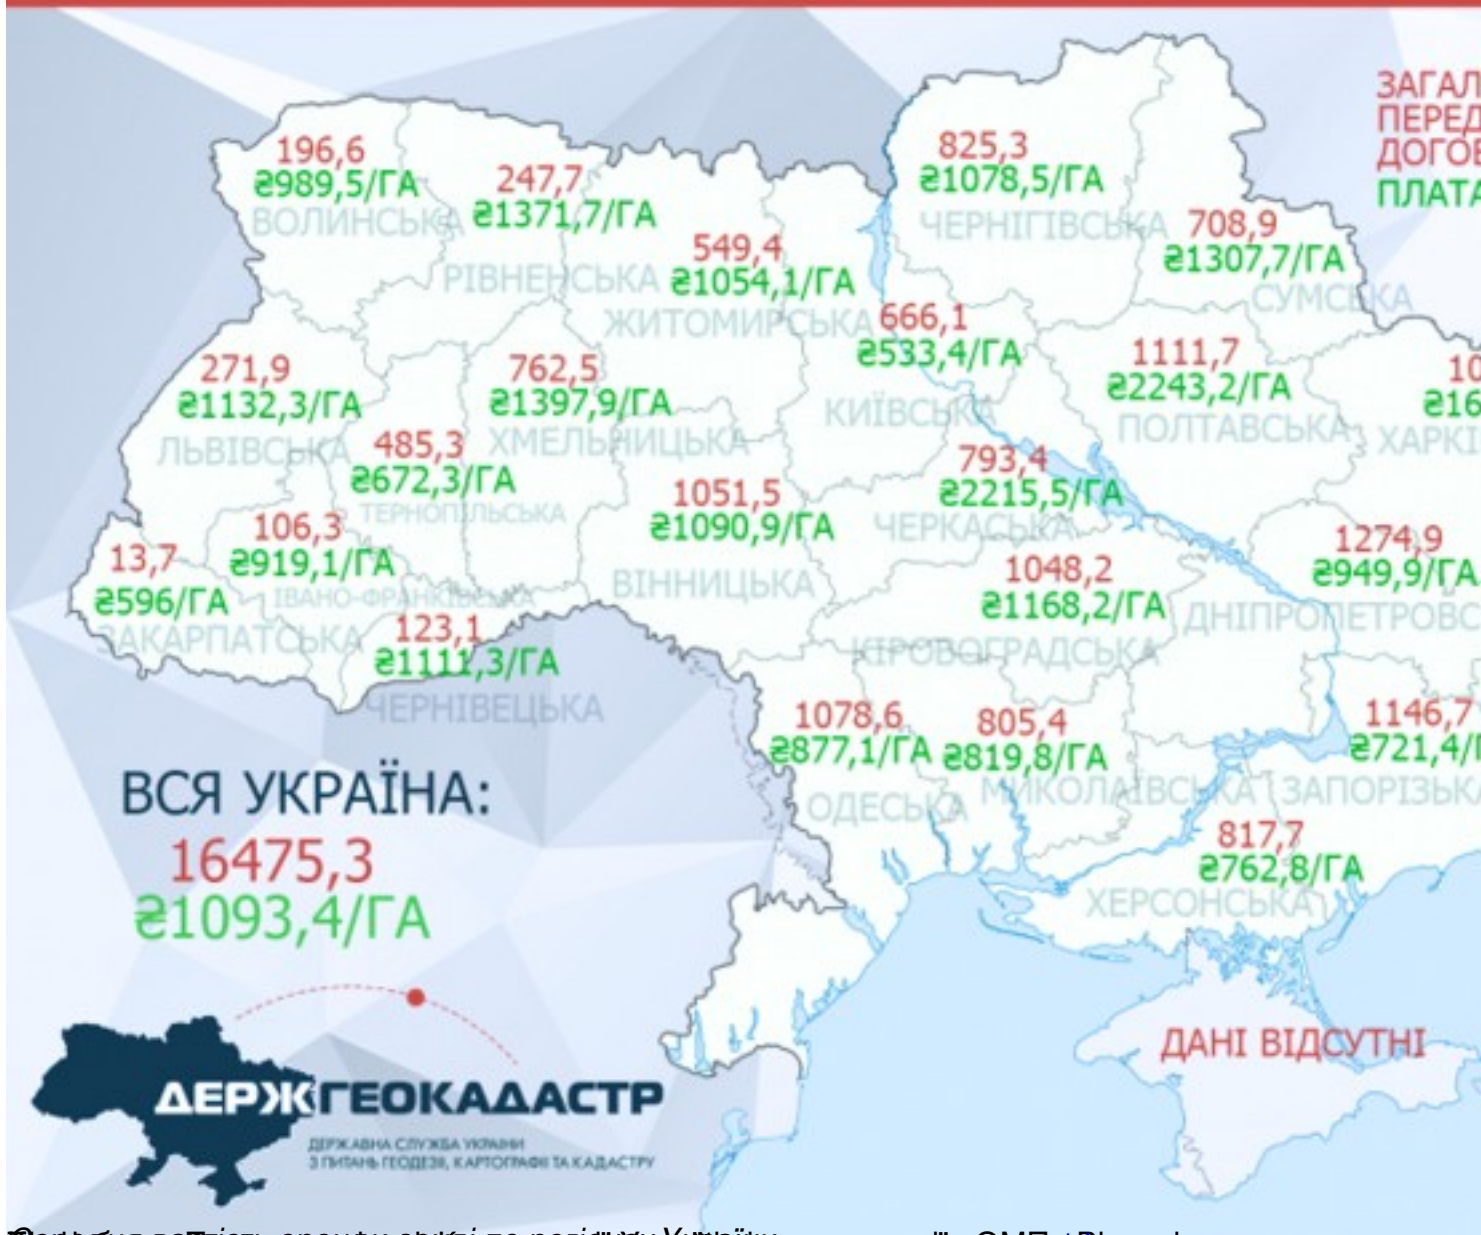 ЗАГАЛ
ПЕРЕД
ДОГОВ
ПЛАТА
196,6
₴989,5/ГА
ВОЛИНСЬКА
247,7
₴1371,7/ГА
РІВНЕНСЬКА
549,4
₴1054,1/ГА
ЖИТОМИРСЬКА
825,3
₴1078,5/ГА
ЧЕРНІГІВСЬКА
708,9
₴1307,7/ГА
СУМСЬКА
666,1
₴533,4/ГА
КИЇВСЬКА
271,9
₴1132,3/ГА
ЛЬВІВСЬКА
762,5
₴1397,9/ГА
ХМЕЛЬНИЦЬКА
1111,7
₴2243,2/ГА
ПОЛТАВСЬКА
10
₴16
ХАРКІ
485,3
₴672,3/ГА
ТЕРНОПІЛЬСЬКА
1051,5
₴1090,9/ГА
ВІННИЦЬКА
793,4
₴2215,5/ГА
ЧЕРКАСЬКА
106,3
₴919,1/ГА
ІВАНО-ФРАНКІВСЬКА
13,7
₴596/ГА
ЗАКАРПАТСЬКА
123,1
₴1111,3/ГА
ЧЕРНІВЕЦЬКА
1048,2
₴1168,2/ГА
КІРОВОГРАДСЬКА
1274,9
₴949,9/ГА
ДНІПРОПЕТРОВС
1078,6
₴877,1/ГА
ОДЕСЬКА
805,4
₴819,8/ГА
МИКОЛАЇВСЬКА
1146,7
₴721,4/Г
ЗАПОРІЗЬКА
817,7
₴762,8/ГА
ХЕРСОНСЬКА
ВСЯ УКРАЇНА:
16475,3
₴1093,4/ГА
ДАНІ ВІДСУТНІ
ДЕРЖГЕОКАДАСТР
ДЕРЖАВНА СЛУЖБА УКРАЇНИ
З ПИТАНЬ ГЕОДЕЗІЇ, КАРТОГРАФІЇ ТА КАДАСТРУ